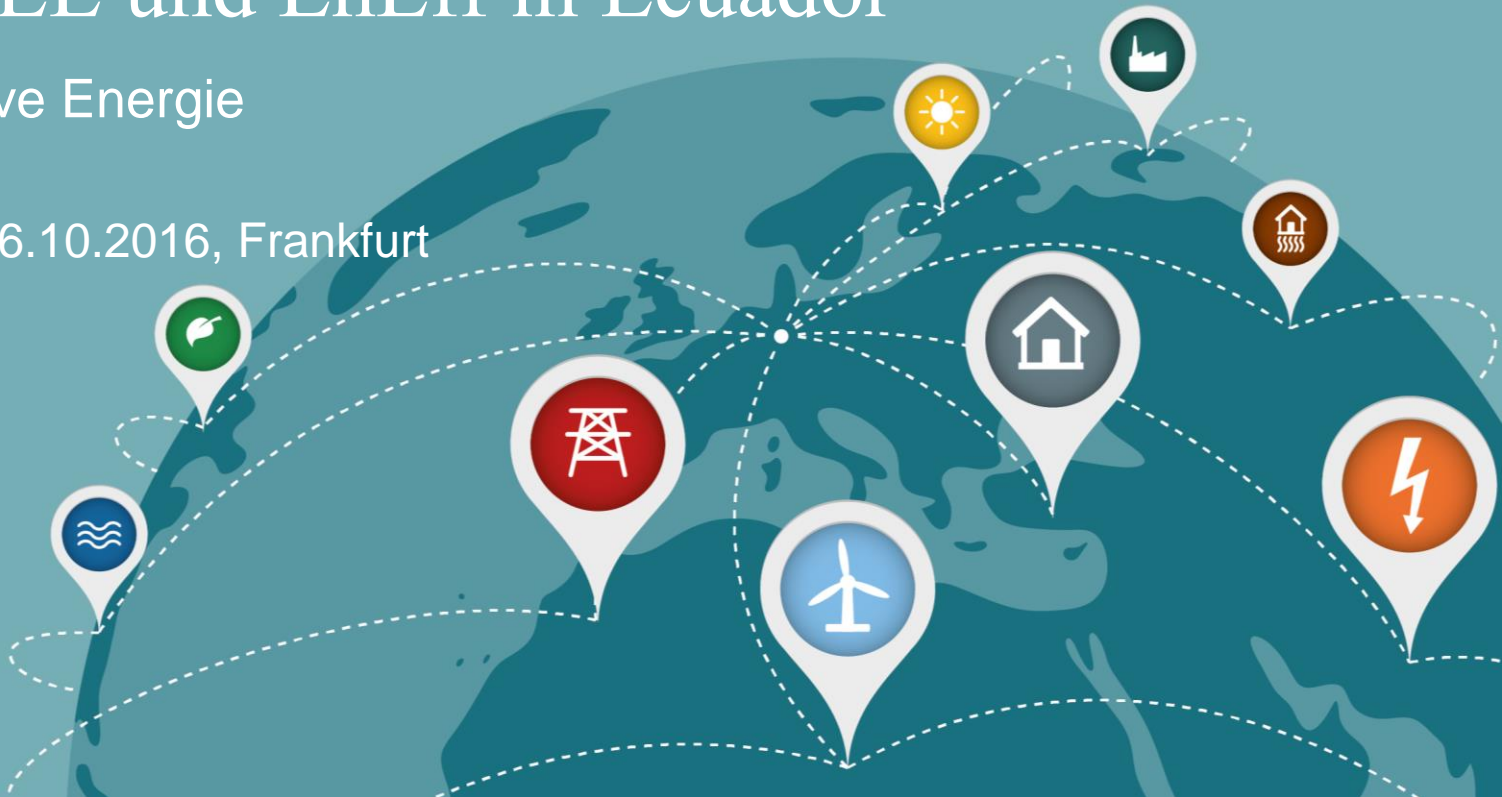 EE und EnEff in Ecuador
ve Energie
6.10.2016, Frankfurt